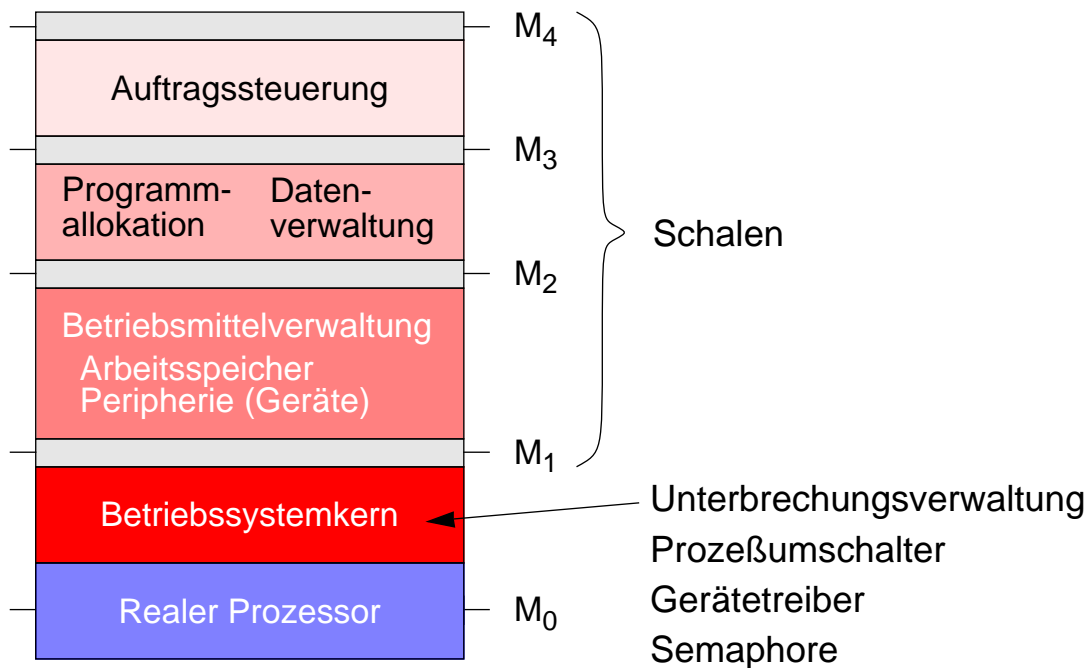 M4
Auftragssteuerung
M3
Programm- Daten-
allokation verwaltung
Schalen
M2
Betriebsmittelverwaltung
Arbeitsspeicher
Peripherie (Geräte)
M1
Betriebssystemkern
Unterbrechungsverwaltung
Prozeßumschalter
Gerätetreiber
Semaphore
Realer Prozessor
M0